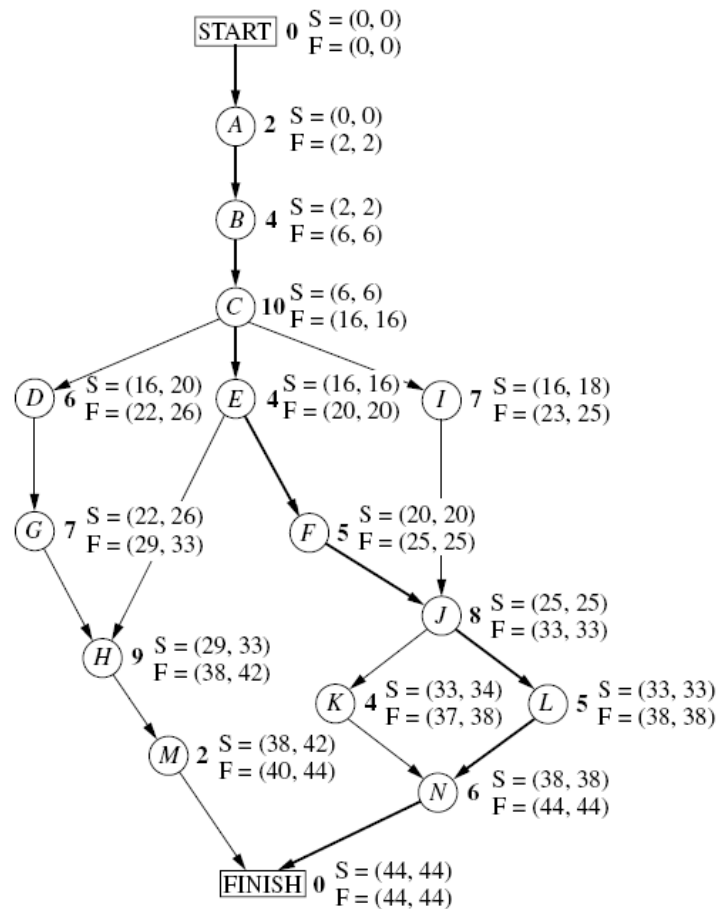 START 0 S = (0, 0)
F = (0, 0)
A 2 S = (0, 0)
F = (2, 2)
B 4 S = (2, 2)
F = (6, 6)
C 10 S = (6, 6)
F = (16, 16)
D 6 S = (16, 20)
F = (22, 26)
E 4 S = (16, 16)
F = (20, 20)
I 7 S = (16, 18)
F = (23, 25)
G 7 S = (22, 26)
F = (29, 33)
F 5 S = (20, 20)
F = (25, 25)
J 8 S = (25, 25)
F = (33, 33)
H 9 S = (29, 33)
F = (38, 42)
K 4 S = (33, 34)
F = (37, 38)
L 5 S = (33, 33)
F = (38, 38)
M 2 S = (38, 42)
F = (40, 44)
N 6 S = (38, 38)
F = (44, 44)
FINISH 0 S = (44, 44)
F = (44, 44)